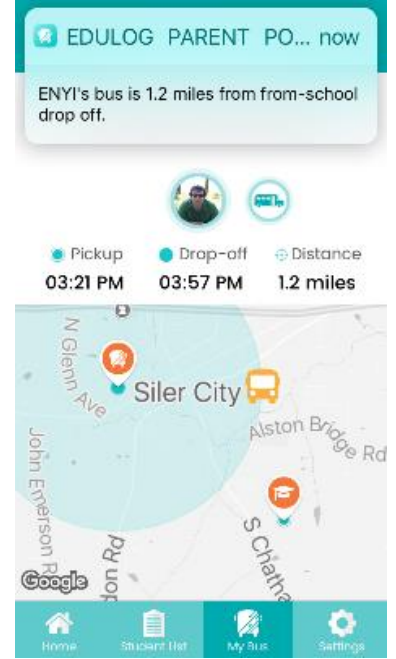 EDULOG PARENT PO... now
ENYI's bus is 1.2 miles from from-school
drop off.
Pickup
Drop-off
Distance
03:21 PM
03:57 PM
1.2 miles
N Glenn Ave
Siler City
Alston Bridge Rd
John Emerson R
don Rd
S Chatha
Google
Home
Student List
My Bus
Settings